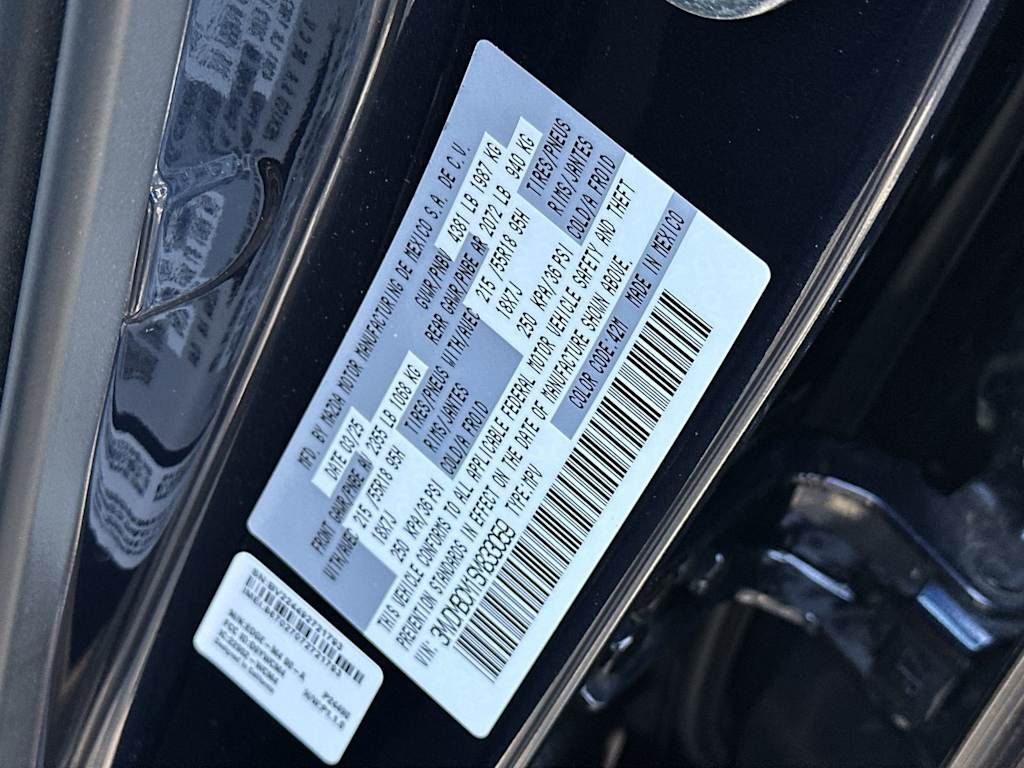 MFD. BY MAZDA MOTOR MANUFACTURING DE MEXICO S.A. DE C.V.
DATE 03/25 GVWR/PNBV 4381 LB 1987 KG
FRONT GAWR/PNBE AV 2355 LB 1068 KG REAR GAWR/PNBE AR 2072 LB 940 KG
WITH/AVEC 215/55R18 95H TIRES/PNEUS WITH/AVEC 215/55R18 95H TIRES/PNEUS
18X7J RIMS/JANTES 18X7J RIMS/JANTES
250 KPA/36 PSI COLD/A FROID 250 KPA/36 PSI COLD/A FROID
THIS VEHICLE CONFORMS TO ALL APPLICABLE FEDERAL MOTOR VEHICLE SAFETY AND THEFT
PREVENTION STANDARDS IN EFFECT ON THE DATE OF MANUFACTURE SHOWN ABOVE
VIN: 3MVDMBDM1SM833059 TYPE:MPV COLOR CODE:42M MADE IN MEXICO